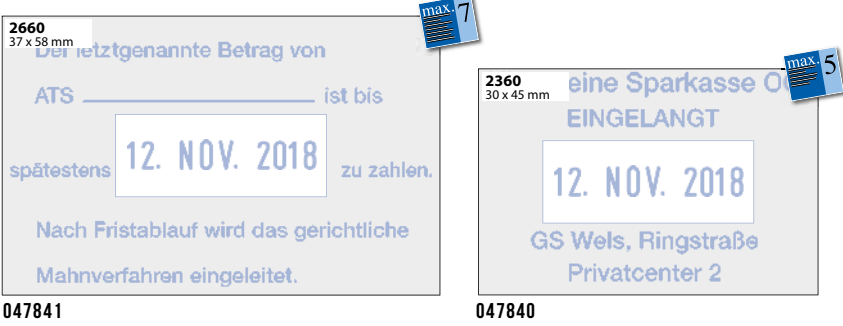 2660
37 x 58 mm
max. 7
Der letztgenannte Betrag von
ATS ist bis
spätestens 12. NOV. 2018 zu zahlen.
Nach Fristablauf wird das gerichtliche
Mahnverfahren eingeleitet.
047841
2360
30 x 45 mm
max. 5
eine Sparkasse
EINGELANGT
12. NOV. 2018
GS Wels, Ringstraße
Privatcenter 2
047840